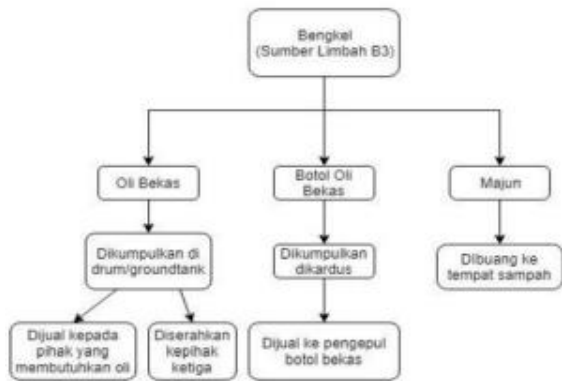 Bengkel
(Sumber Limbah B3)
Oli Bekas
Botol Oli
Bekas
Majun
Dikumpulkan di
drum/groundtank
Dikumpulkan
dikardus
Dibuang ke
tempat sampah
Dijual kepada
pihak yang
membutuhkan oli
Diserahkan
kepihak
ketiga
Dijual ke pengepul
botol bekas